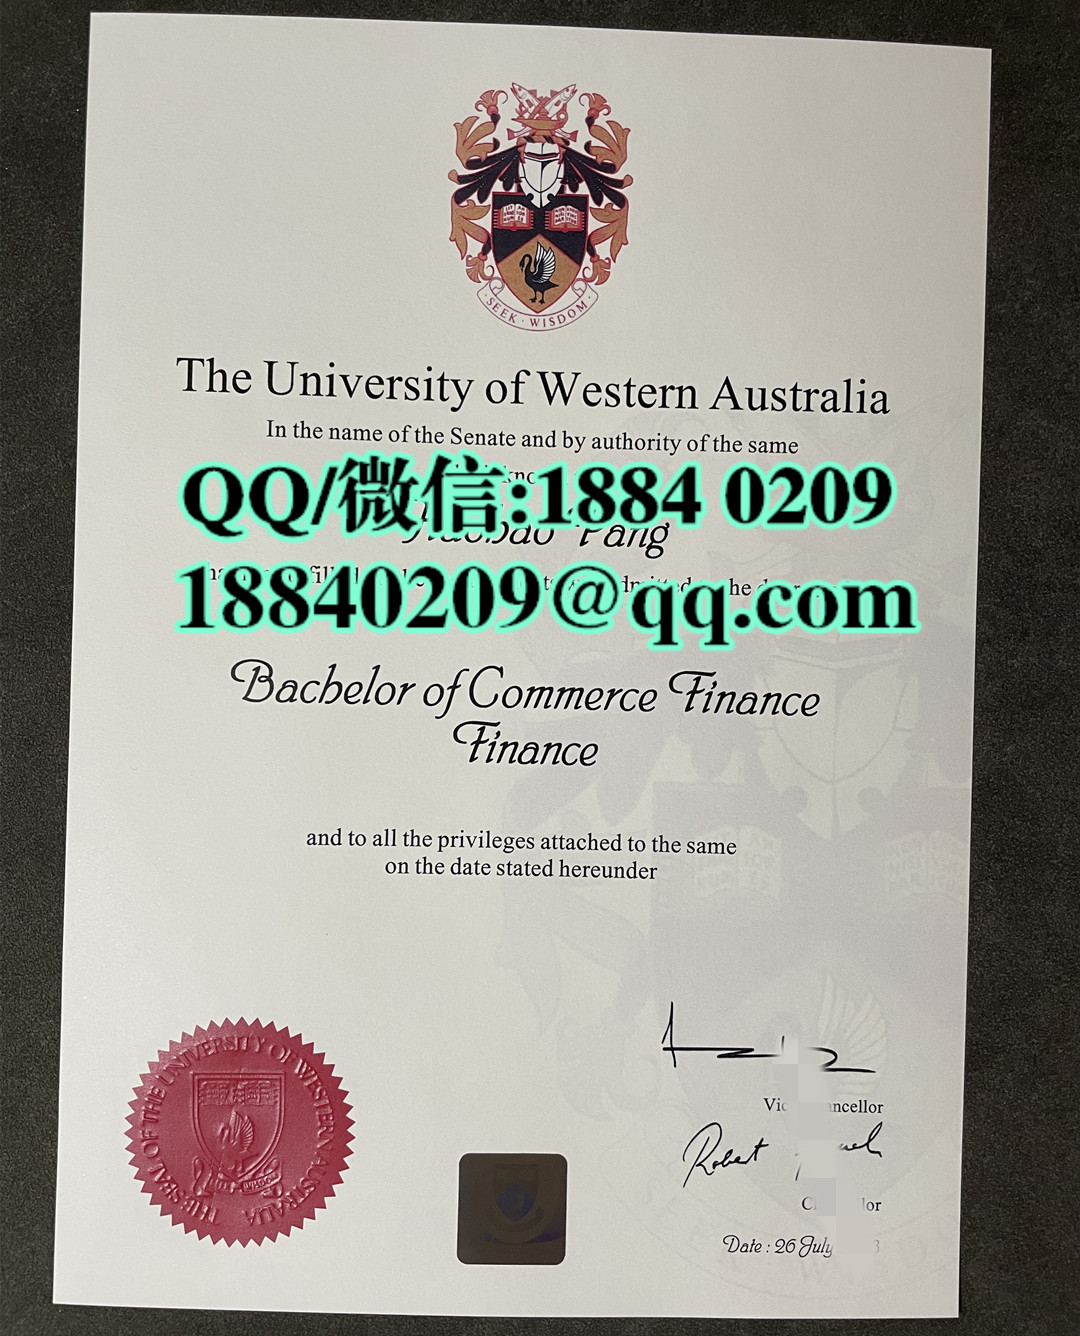 SEEK · WISDOM
The University of Western Australia
In the name of the Senate and by authority of the same
QQ/微信:1884 0209
Pang
18840209@qq.com
Bachelor of Commerce Finance
Finance
and to all the privileges attached to the same
on the date stated hereunder
THE SEAL OF THE UNIVERSITY OF WESTERN AUSTRALIA
Robert
Date : 26 July